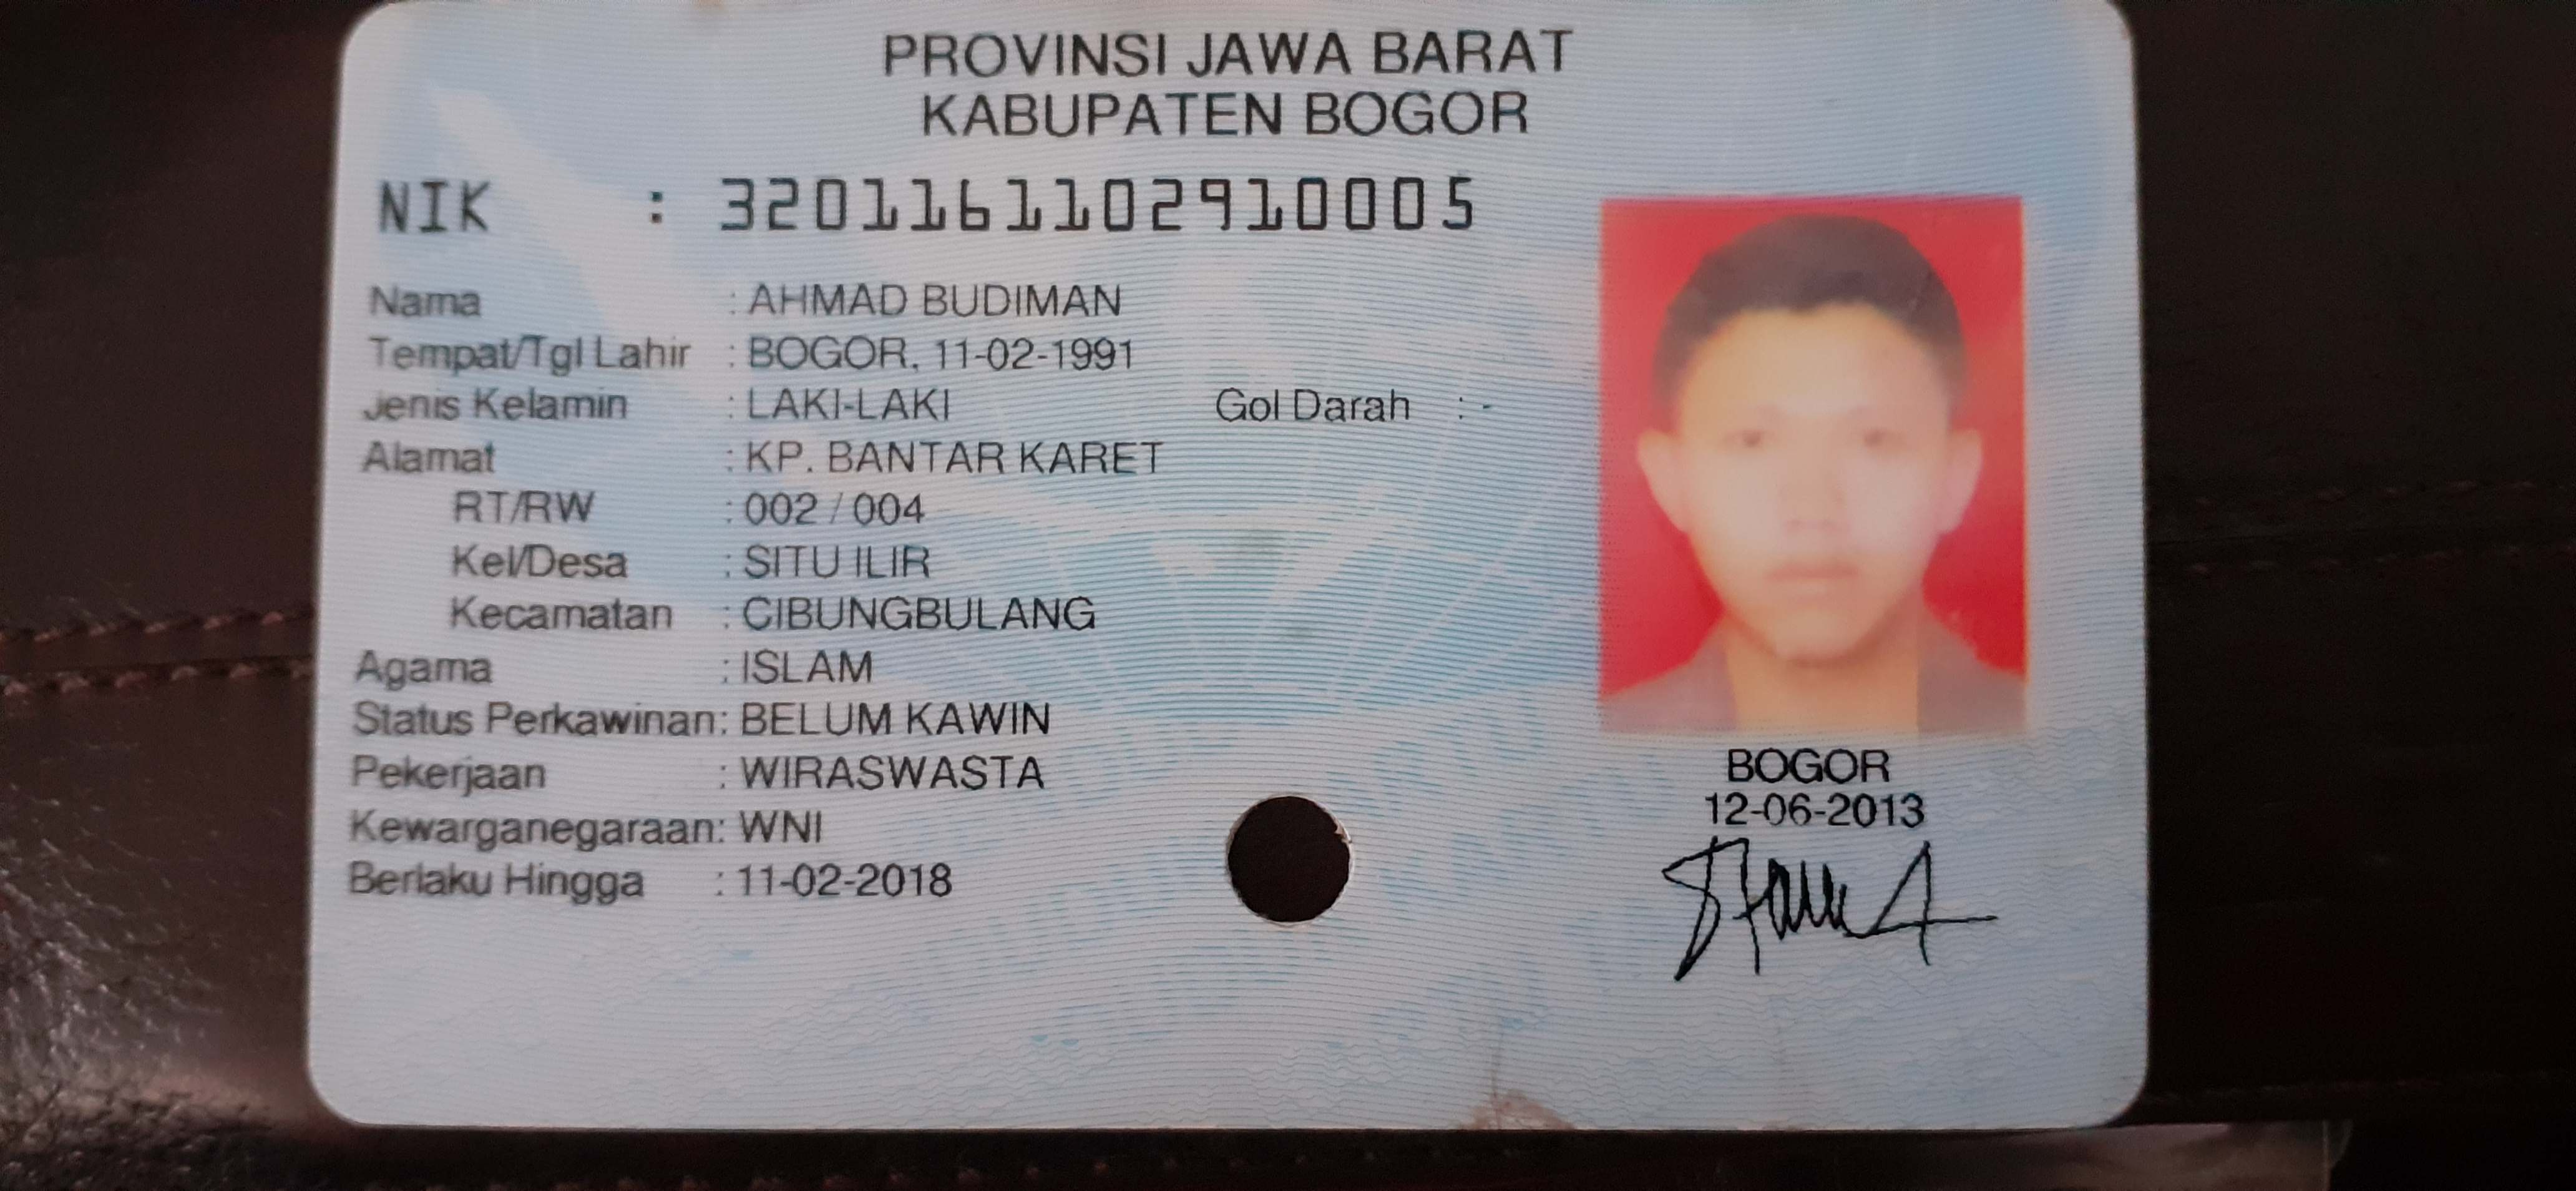 PROVINSI JAWA BARAT
KABUPATEN BOGOR
NIK : 3201161102910005
Nama : AHMAD BUDIMAN
Tempat/Tgl Lahir : BOGOR, 11-02-1991
Jenis Kelamin : LAKI-LAKI Gol Darah : -
Alamat : KP. BANTAR KARET
RT/RW : 002 / 004
Kel/Desa : SITU ILIR
Kecamatan : CIBUNGBULANG
Agama : ISLAM
Status Perkawinan: BELUM KAWIN
Pekerjaan : WIRASWASTA
Kewarganegaraan: WNI
Berlaku Hingga : 11-02-2018
BOGOR
12-06-2013